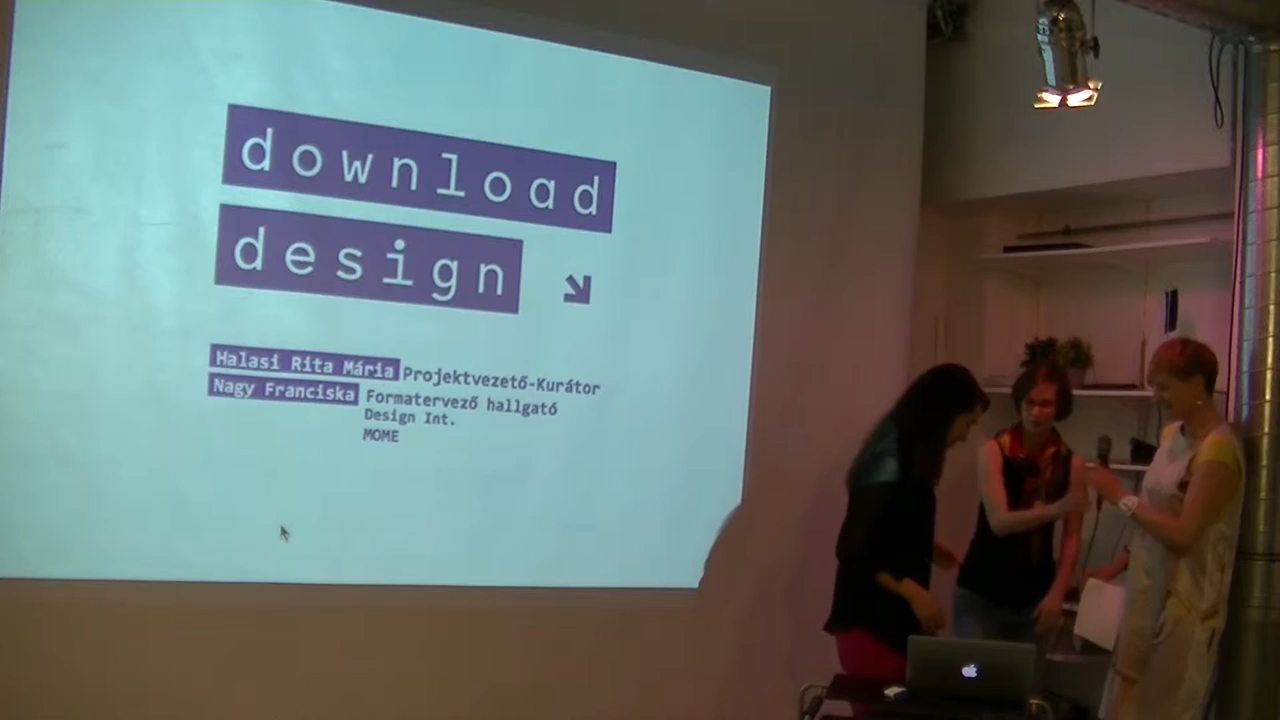 download
design
Halasi Rita Mária Projektvezető-Kurátor
Nagy Franciska Formatervező hallgató
Design Int.
MOME